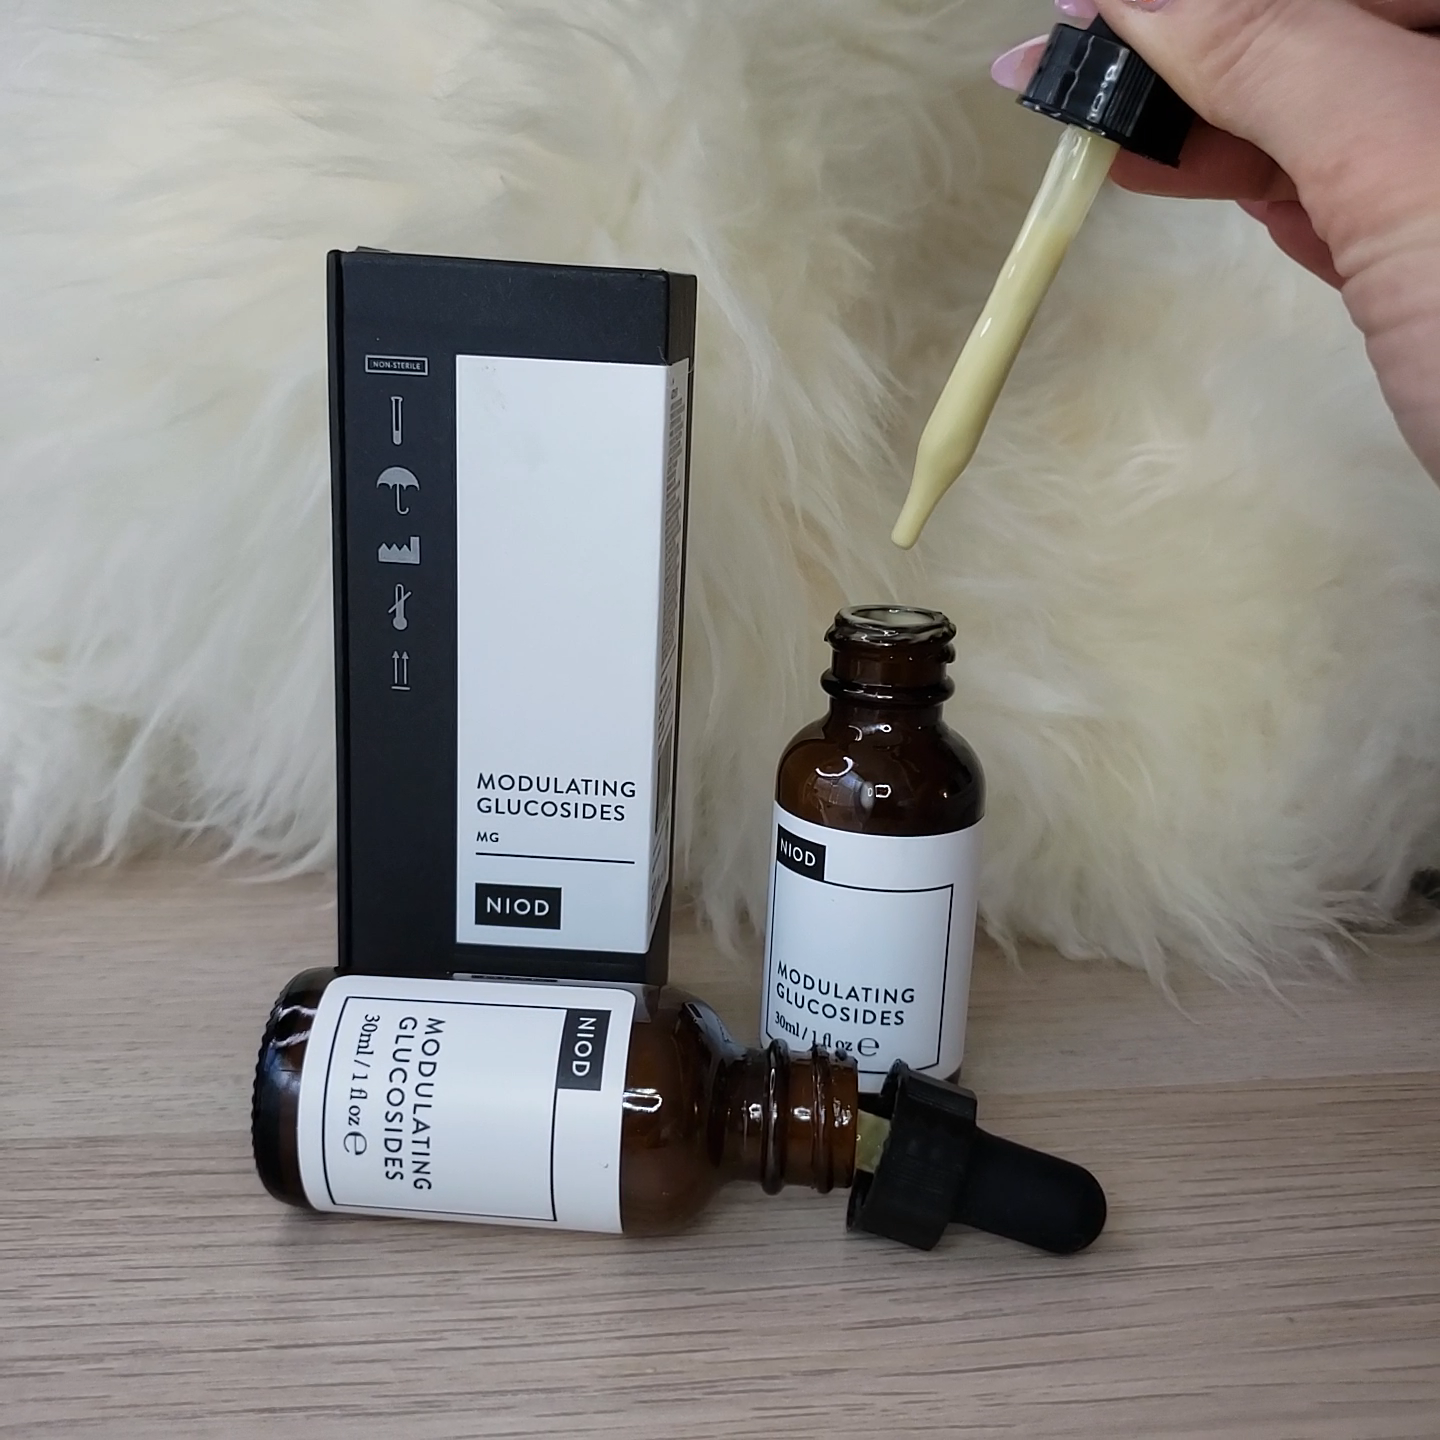 NON-STERILE
MODULATING
GLUCOSIDES
MG
NIOD
NIOD
MODULATING
GLUCOSIDES
30ml / 1 fl oz ℮
NIOD
MODULATING
GLUCOSIDES
30ml / 1 fl oz ℮